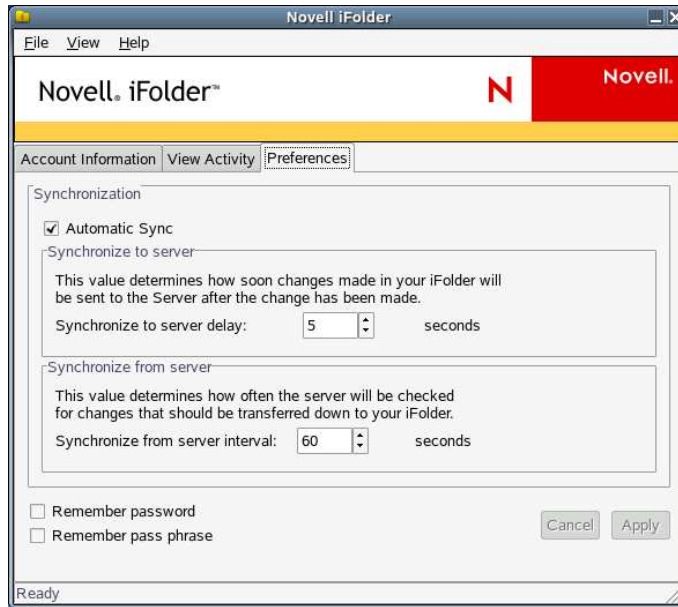 Novell iFolder
File View Help
Novell® iFolder™
N
Novell®
Account Information View Activity Preferences
Synchronization
Automatic Sync
Synchronize to server
This value determines how soon changes made in your iFolder will
be sent to the Server after the change has been made.
Synchronize to server delay: 5 seconds
Synchronize from server
This value determines how often the server will be checked
for changes that should be transferred down to your iFolder.
Synchronize from server interval: 60 seconds
Remember password
Remember pass phrase
Cancel Apply
Ready